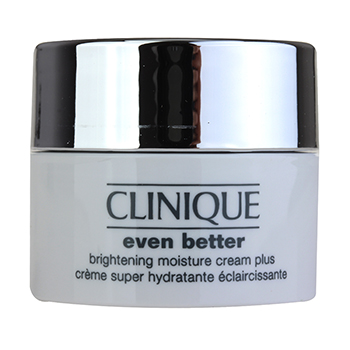 CLINIQUE
even better
brightening moisture cream plus
crème super hydratante éclaircissante